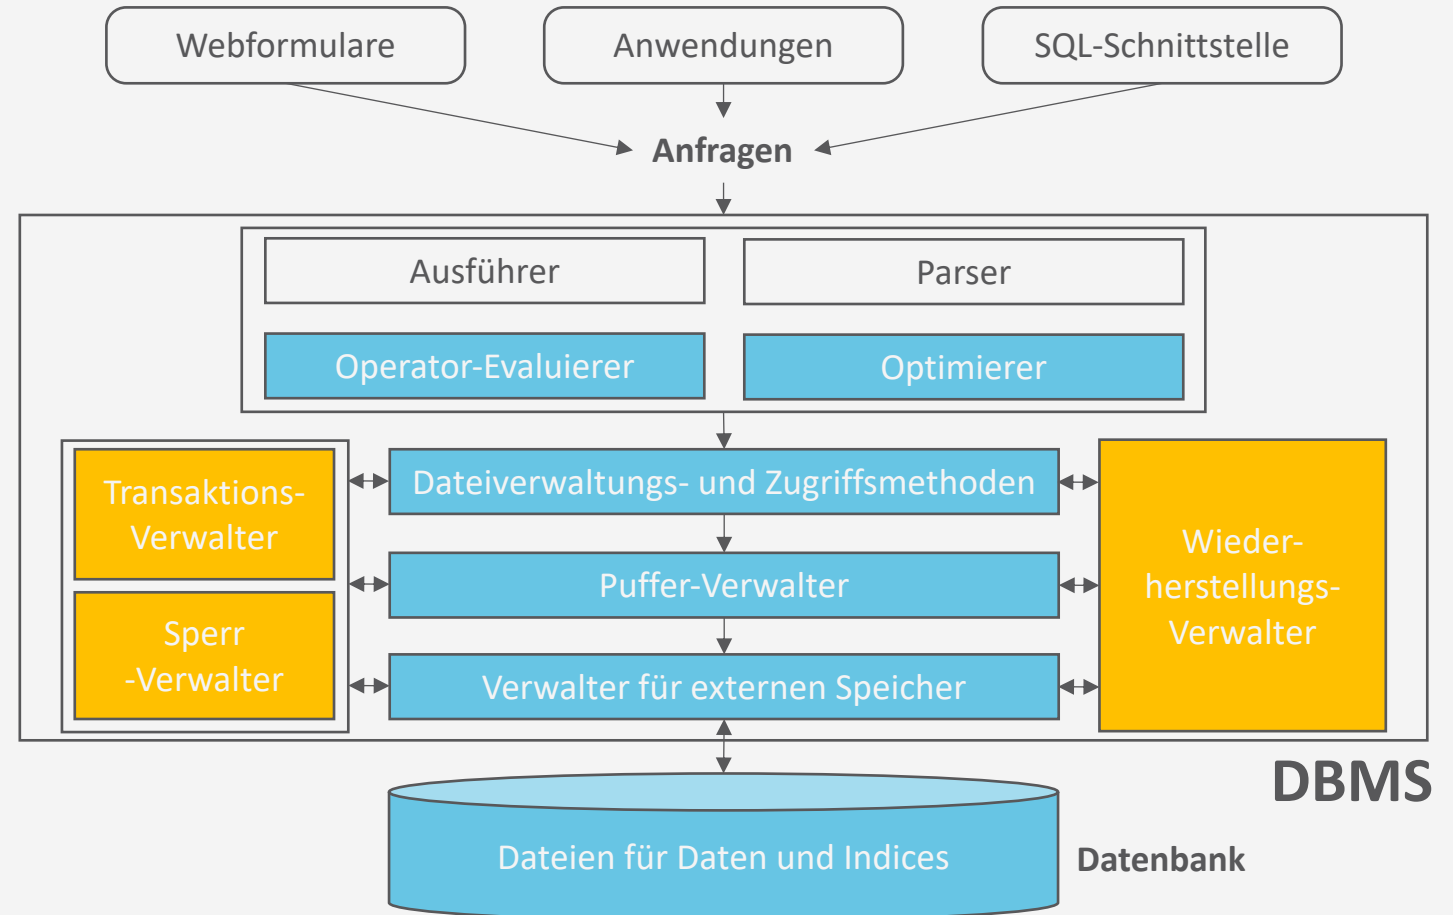 Webformulare
Anwendungen
SQL-Schnittstelle
Anfragen
Ausführer
Parser
Operator-Evaluierer
Optimierer
Transaktions-
Verwalter
Sperr
-Verwalter
Dateiverwaltungs- und Zugriffsmethoden
Puffer-Verwalter
Verwalter für externen Speicher
Wieder-
herstellungs-
Verwalter
DBMS
Dateien für Daten und Indices
Datenbank